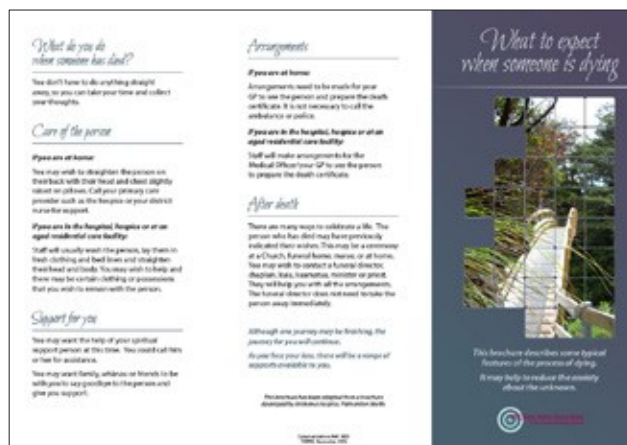 What do you do
when someone has died?
You don't have to do anything straight
away, so you can take your time and collect
your thoughts.
Care of the person
If you are at home:
You may wish to straighten the person on
their back with their head and chest slightly
raised on pillows. Call your primary care
provider such as the hospice or your district
nurse for support.
If you are in the hospital, hospice or at an
aged residential care facility:
Staff will usually wash the person, lay them in
fresh clothing and bed linen and straighten
their head and body. You may wish to help and
there may be certain clothing or possessions
that you wish to remain with the person.
Support for you
You may want the help of your spiritual
support person at this time. You could call him
or her for assistance.
You may want family, whānau or friends to be
with you to say goodbye to the person and
give you support.
Arrangements
If you are at home:
Arrangements need to be made for your
GP to see the person and prepare the death
certificate. It is not necessary to call the
ambulance or police.
If you are in the hospital, hospice or at an
aged residential care facility:
Staff will make arrangements for the
Medical Officer/your GP to see the person
to prepare the death certificate.
After death
There are many ways to celebrate a life. The
person who has died may have previously
indicated their wishes. This may be a ceremony
at a Church, funeral home, marae, or at home.
You may wish to contact a funeral director,
chaplain, kaumatua, minister or priest.
They will help you with all the arrangements.
The funeral director does not need to take the
person away immediately.
Although one journey may be finishing, the
journey for you will continue.
As you face your loss, there will be a range of
supports available to you.
This brochure has been adapted from a brochure
developed by
What to expect
when someone is dying
This brochure describes some typical
features of the process of dying.
It may help to reduce the anxiety
about the unknown.